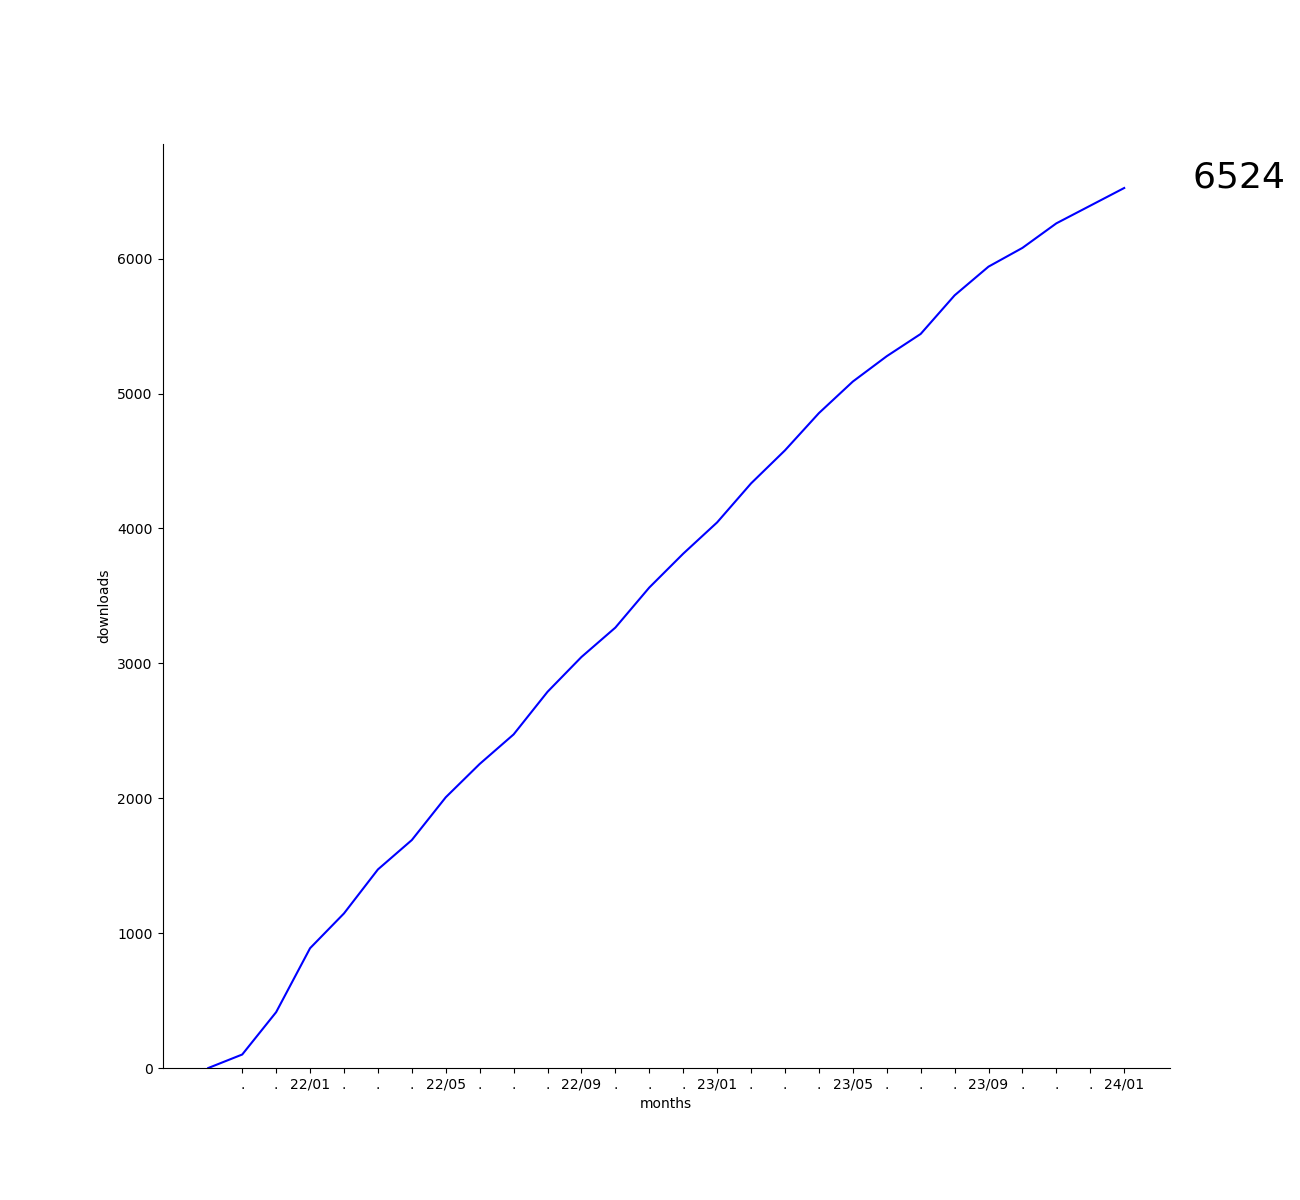 6524
6000
5000
4000
downloads
3000
2000
1000
0
. . 22/01 . . . 22/05 . . . 22/09 . . . 23/01 . . . 23/05 . . . 23/09 . . . 24/01
months